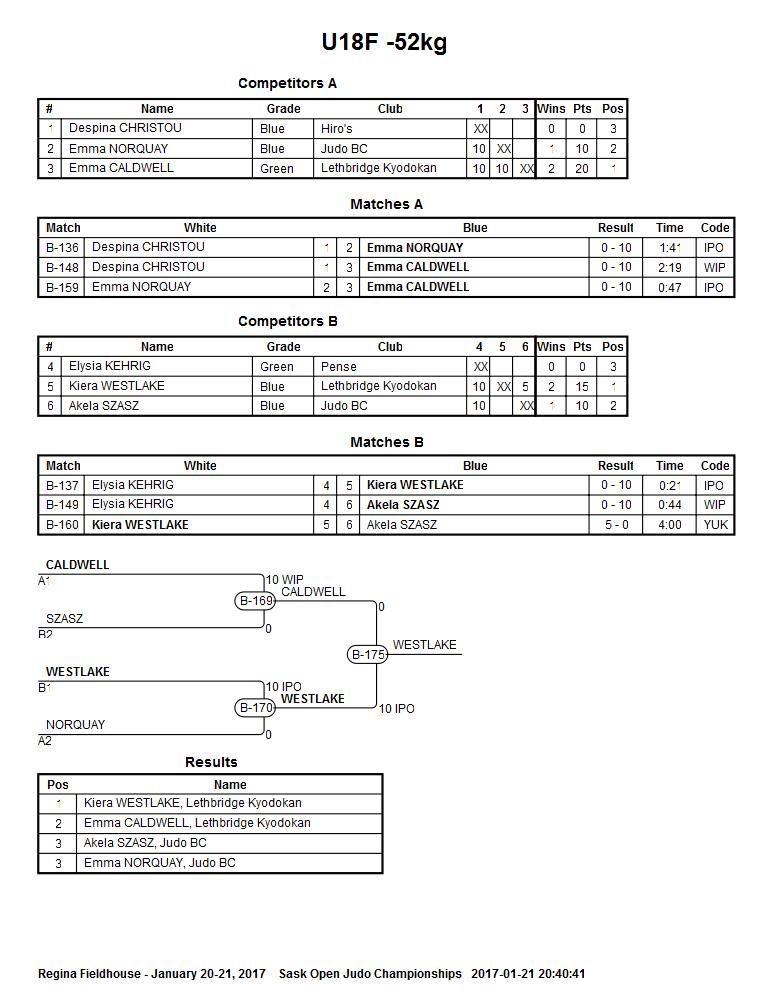 U18F -52kg
Competitors A
# Name Grade Club 1 2 3 Wins Pts Pos
1 Despina CHRISTOU Blue Hiro's XX 0 0 3
2 Emma NORQUAY Blue Judo BC 10 XX 1 10 2
3 Emma CALDWELL Green Lethbridge Kyodokan 10 10 XX 2 20 1
Matches A
Match White Blue Result Time Code
B-136 Despina CHRISTOU 1 2 Emma NORQUAY 0 - 10 1:41 IPO
B-148 Despina CHRISTOU 1 3 Emma CALDWELL 0 - 10 2:19 WIP
B-159 Emma NORQUAY 2 3 Emma CALDWELL 0 - 10 0:47 IPO
Competitors B
# Name Grade Club 4 5 6 Wins Pts Pos
4 Elysia KEHRIG Green Pense XX 0 0 3
5 Kiera WESTLAKE Blue Lethbridge Kyodokan 10 XX 5 2 15 1
6 Akela SZASZ Blue Judo BC 10 XX 1 10 2
Matches B
Match White Blue Result Time Code
B-137 Elysia KEHRIG 4 5 Kiera WESTLAKE 0 - 10 0:21 IPO
B-149 Elysia KEHRIG 4 6 Akela SZASZ 0 - 10 0:44 WIP
B-160 Kiera WESTLAKE 5 6 Akela SZASZ 5 - 0 4:00 YUK
CALDWELL
A1
10 WIP
CALDWELL
B-169
0
SZASZ
B2
0
WESTLAKE
B-175
WESTLAKE
B1
10 IPO
WESTLAKE
B-170
10 IPO
NORQUAY
A2
0
Results
Pos Name
1 Kiera WESTLAKE, Lethbridge Kyodokan
2 Emma CALDWELL, Lethbridge Kyodokan
3 Akela SZASZ, Judo BC
3 Emma NORQUAY, Judo BC
Regina Fieldhouse - January 20-21, 2017 Sask Open Judo Championships 2017-01-21 20:40:41